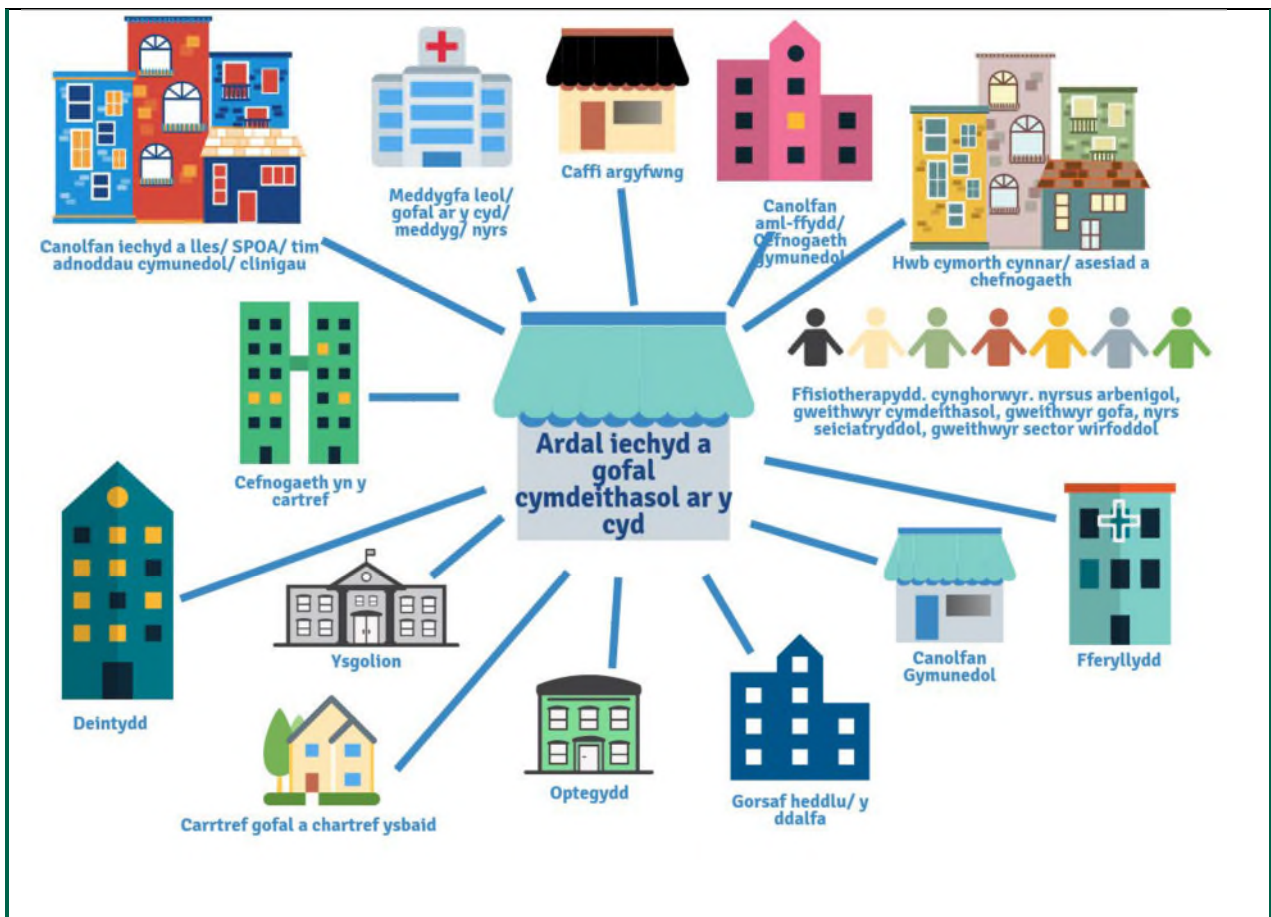 Canolfan iechyd a lles/ SPOA/ tim
adnoddau cymunedol/ clinigau
Meddygfa leol/
gofal ar y cyd/
meddyg/ nyrs
Caffi argyfwng
Canolfan
aml-ffydd/
Cefnogaeth
gymunedol
Hwb cymorth cynnar/ asesiad a
chefnogaeth
Ffisiotherapydd. cynghorwyr. nyrsus arbenigol,
gweithwyr cymdeithasol, gweithwyr gofa, nyrs
seiciatryddol, gweithwyr sector wirfoddol
Ardal iechyd a
gofal
cymdeithasol ar y
cyd
Cefnogaeth yn y
cartref
Deintydd
Ysgolion
Carrtref gofal a chartref ysbaid
Optegydd
Gorsaf heddlu/ y
ddalfa
Canolfan
Gymunedol
Fferyllydd